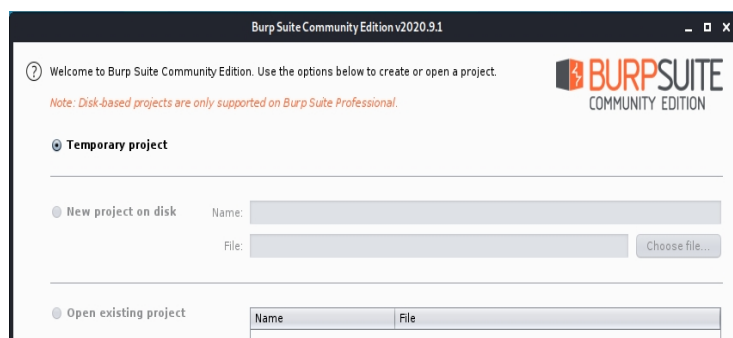 Burp Suite Community Edition v2020.9.1
? Welcome to Burp Suite Community Edition. Use the options below to create or open a project.
Note: Disk-based projects are only supported on Burp Suite Professional.
BURPSUITE
COMMUNITY EDITION
Temporary project
New project on disk Name:
File: Choose file...
Open existing project Name File